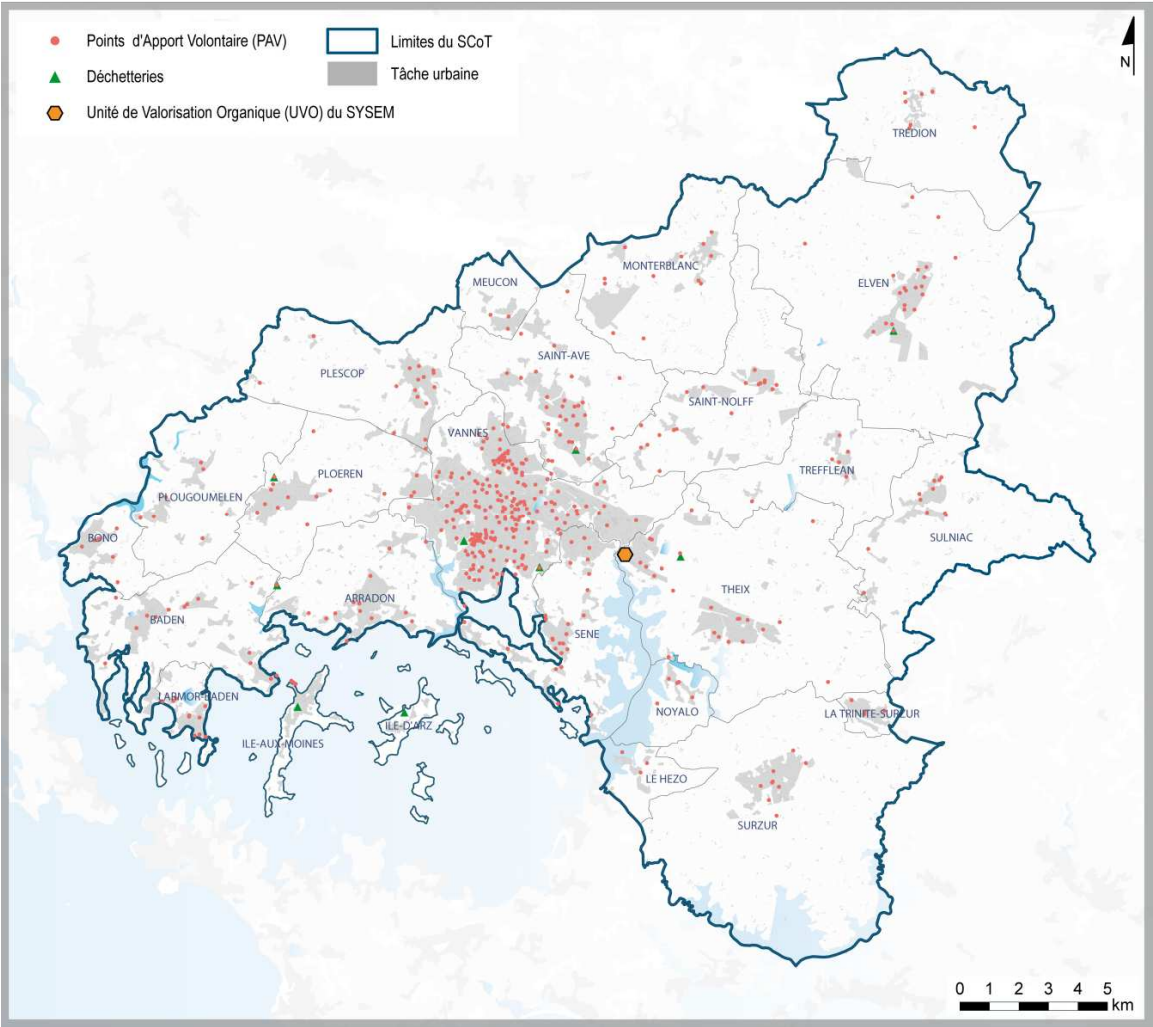 Points d'Apport Volontaire (PAV)
Limites du SCoT
Déchetteries
Tâche urbaine
Unité de Valorisation Organique (UVO) du SYSEM
N
TREDION
MONTERBLANC
MEUCON
ELVEN
SAINT-AVE
PLESCOP
SAINT-NOLFF
VANNES
TREFFLEAN
PLOEREN
PLOUGOUMELEN
BONO
SULNIAC
THEIX
ARRADON
BADEN
SENE
LARMOR-BADEN
NOYALO
LA TRINITE-SURZUR
ILE-D'ARZ
ILE-AUX-MOINES
LE HEZO
SURZUR
0 1 2 3 4 5
km